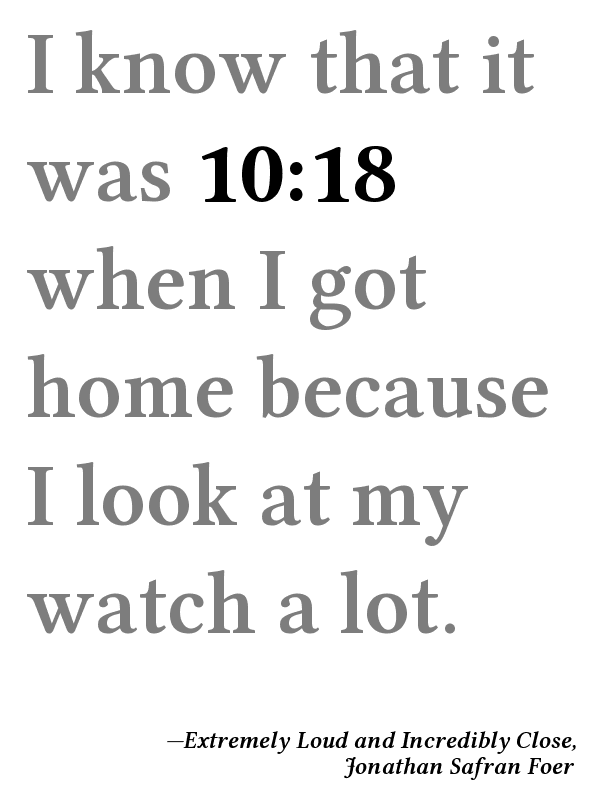 I know that it
was 10:18
when I got
home because
I look at my
watch a lot.
—Extremely Loud and Incredibly Close,
Jonathan Safran Foer